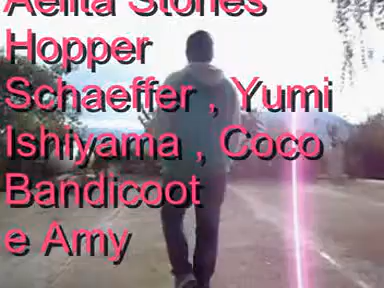 Aelita Stones
Hopper
Schaeffer , Yumi
Ishiyama , Coco
Bandicoot
e Amy